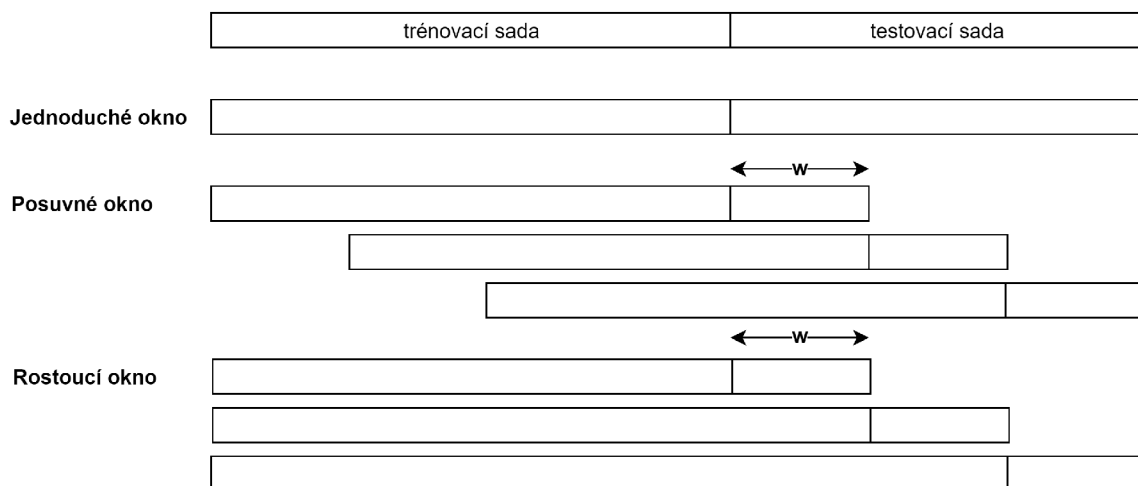 trénovací sada testovací sada
Jednoduché okno
w
Posuvné okno
w
Rostoucí okno